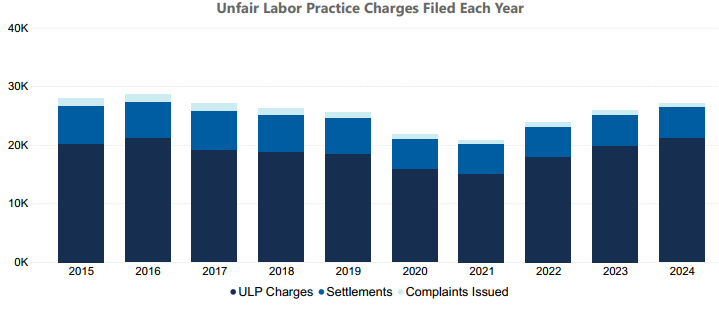 Unfair Labor Practice Charges Filed Each Year
40K
30K
20K
10K
0K
2015 2016 2017 2018 2019 2020 2021 2022 2023 2024
ULP Charges Settlements Complaints Issued